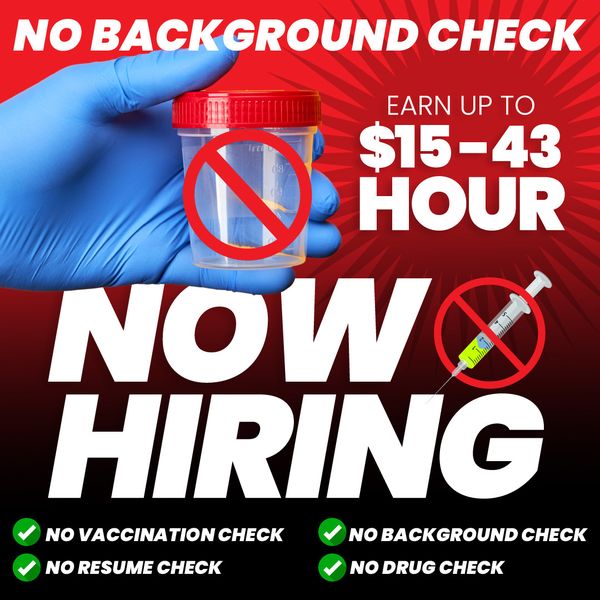 NO BACKGROUND CHECK
EARN UP TO
$15-43
HOUR
NOW
HIRING
NO VACCINATION CHECK
NO BACKGROUND CHECK
NO RESUME CHECK
NO DRUG CHECK